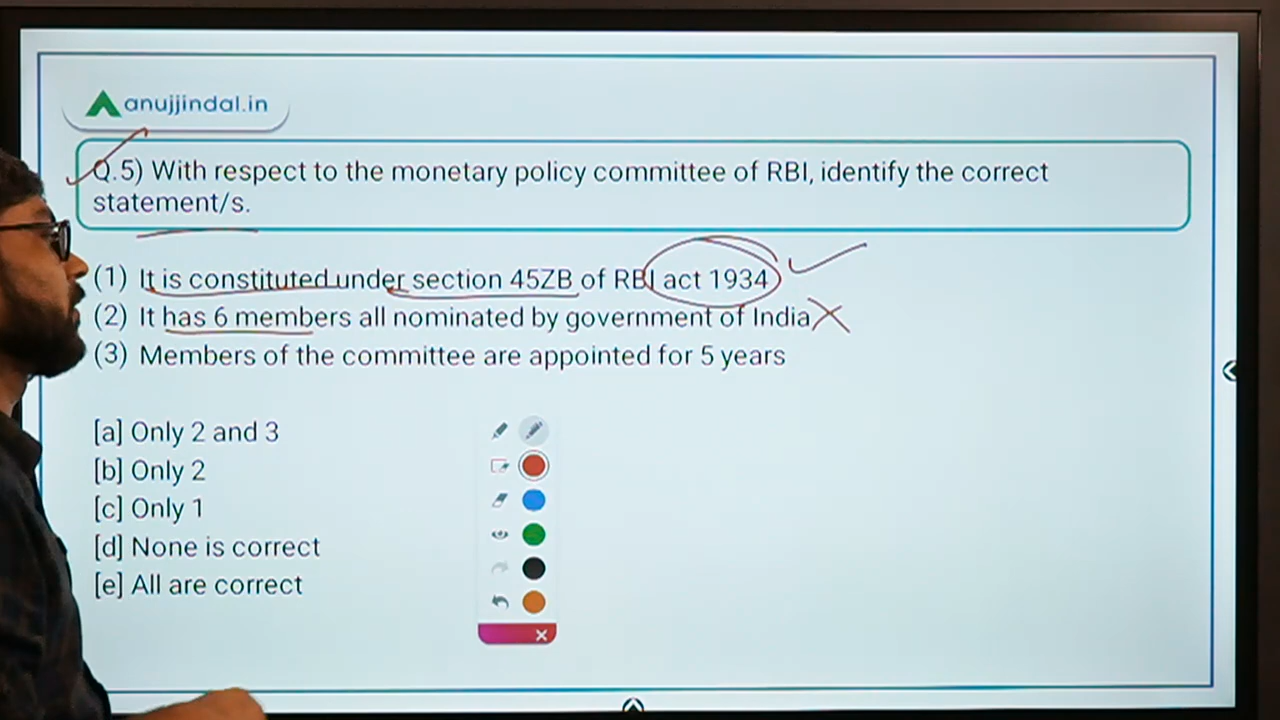 anujjindal.in
Q.5) With respect to the monetary policy committee of RBI, identify the correct
statement/s.
(1) It is constituted under section 45ZB of RBI act 1934
(2) It has 6 members all nominated by government of India
(3) Members of the committee are appointed for 5 years
[a] Only 2 and 3
[b] Only 2
[c] Only 1
[d] None is correct
[e] All are correct